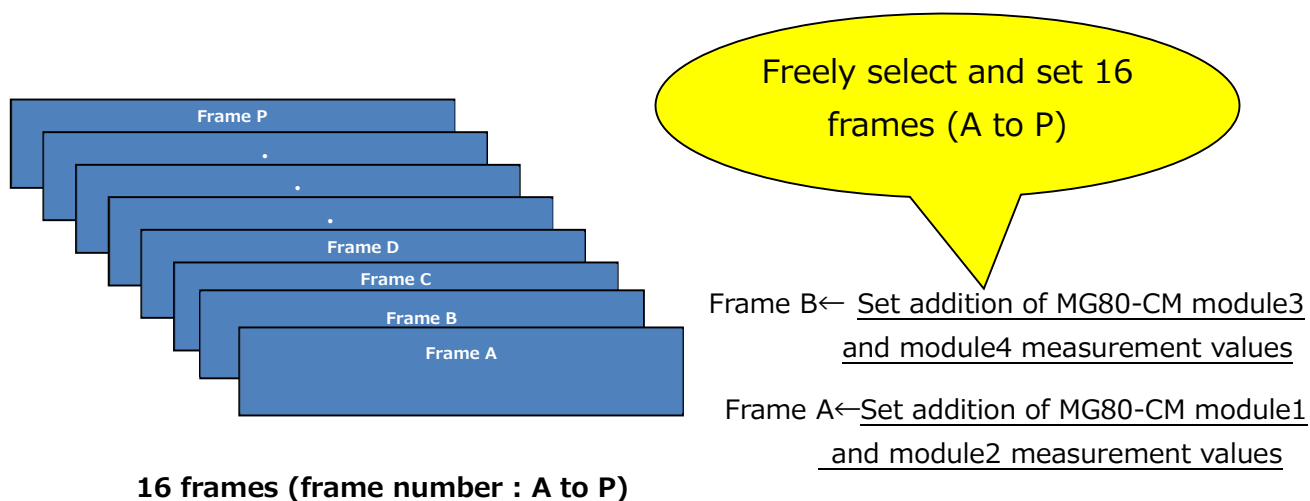 Freely select and set 16
frames (A to P)
Frame P
.
.
.
Frame D
Frame C
Frame B
Frame A
Frame B← Set addition of MG80-CM module3
and module4 measurement values
Frame A←Set addition of MG80-CM module1
and module2 measurement values
16 frames (frame number : A to P)